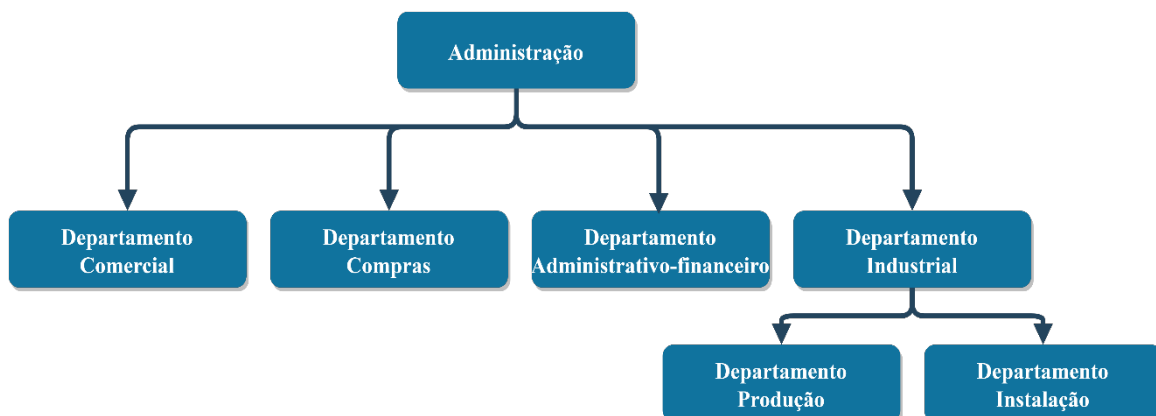 Administração
Departamento
Comercial
Departamento
Compras
Departamento
Administrativo-financeiro
Departamento
Industrial
Departamento
Produção
Departamento
Instalação